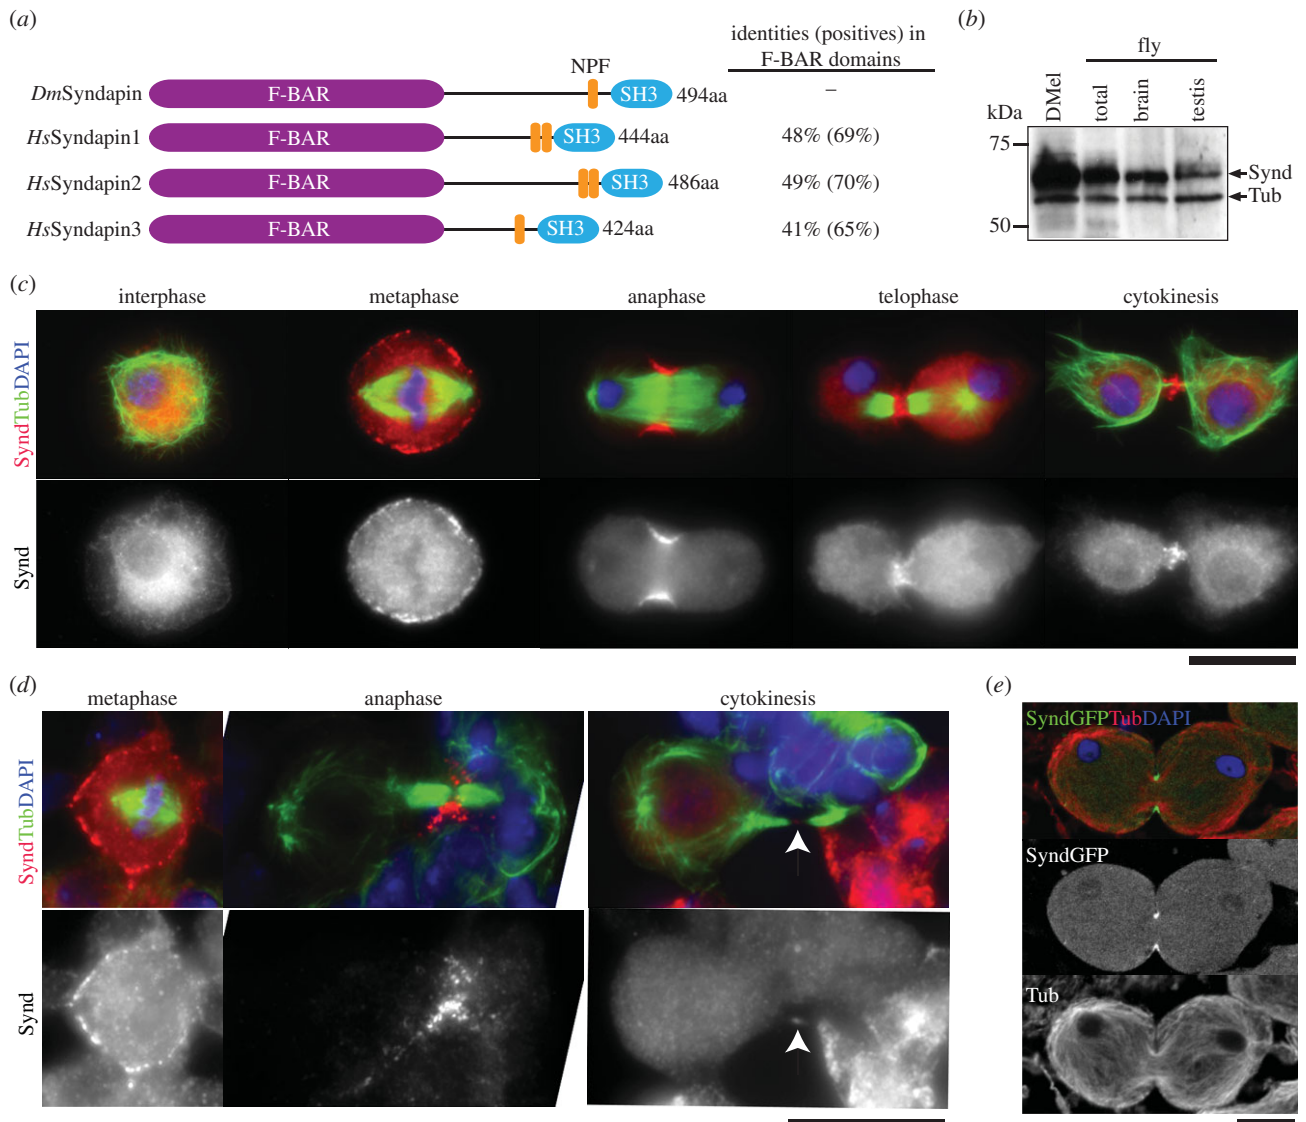 (a)
identities (positives) in
F-BAR domains
NPF
DmSyndapin F-BAR SH3 494aa –
HsSyndapin1 F-BAR SH3 444aa 48% (69%)
HsSyndapin2 F-BAR SH3 486aa 49% (70%)
HsSyndapin3 F-BAR SH3 424aa 41% (65%)
(b)
fly
kDa DMel total brain testis
75
Synd
Tub
50
(c)
interphase metaphase anaphase telophase cytokinesis
SyndTubDAPI
Synd
(d)
metaphase anaphase cytokinesis
SyndTubDAPI
Synd
(e)
SyndGFPTubDAPI
SyndGFP
Tub